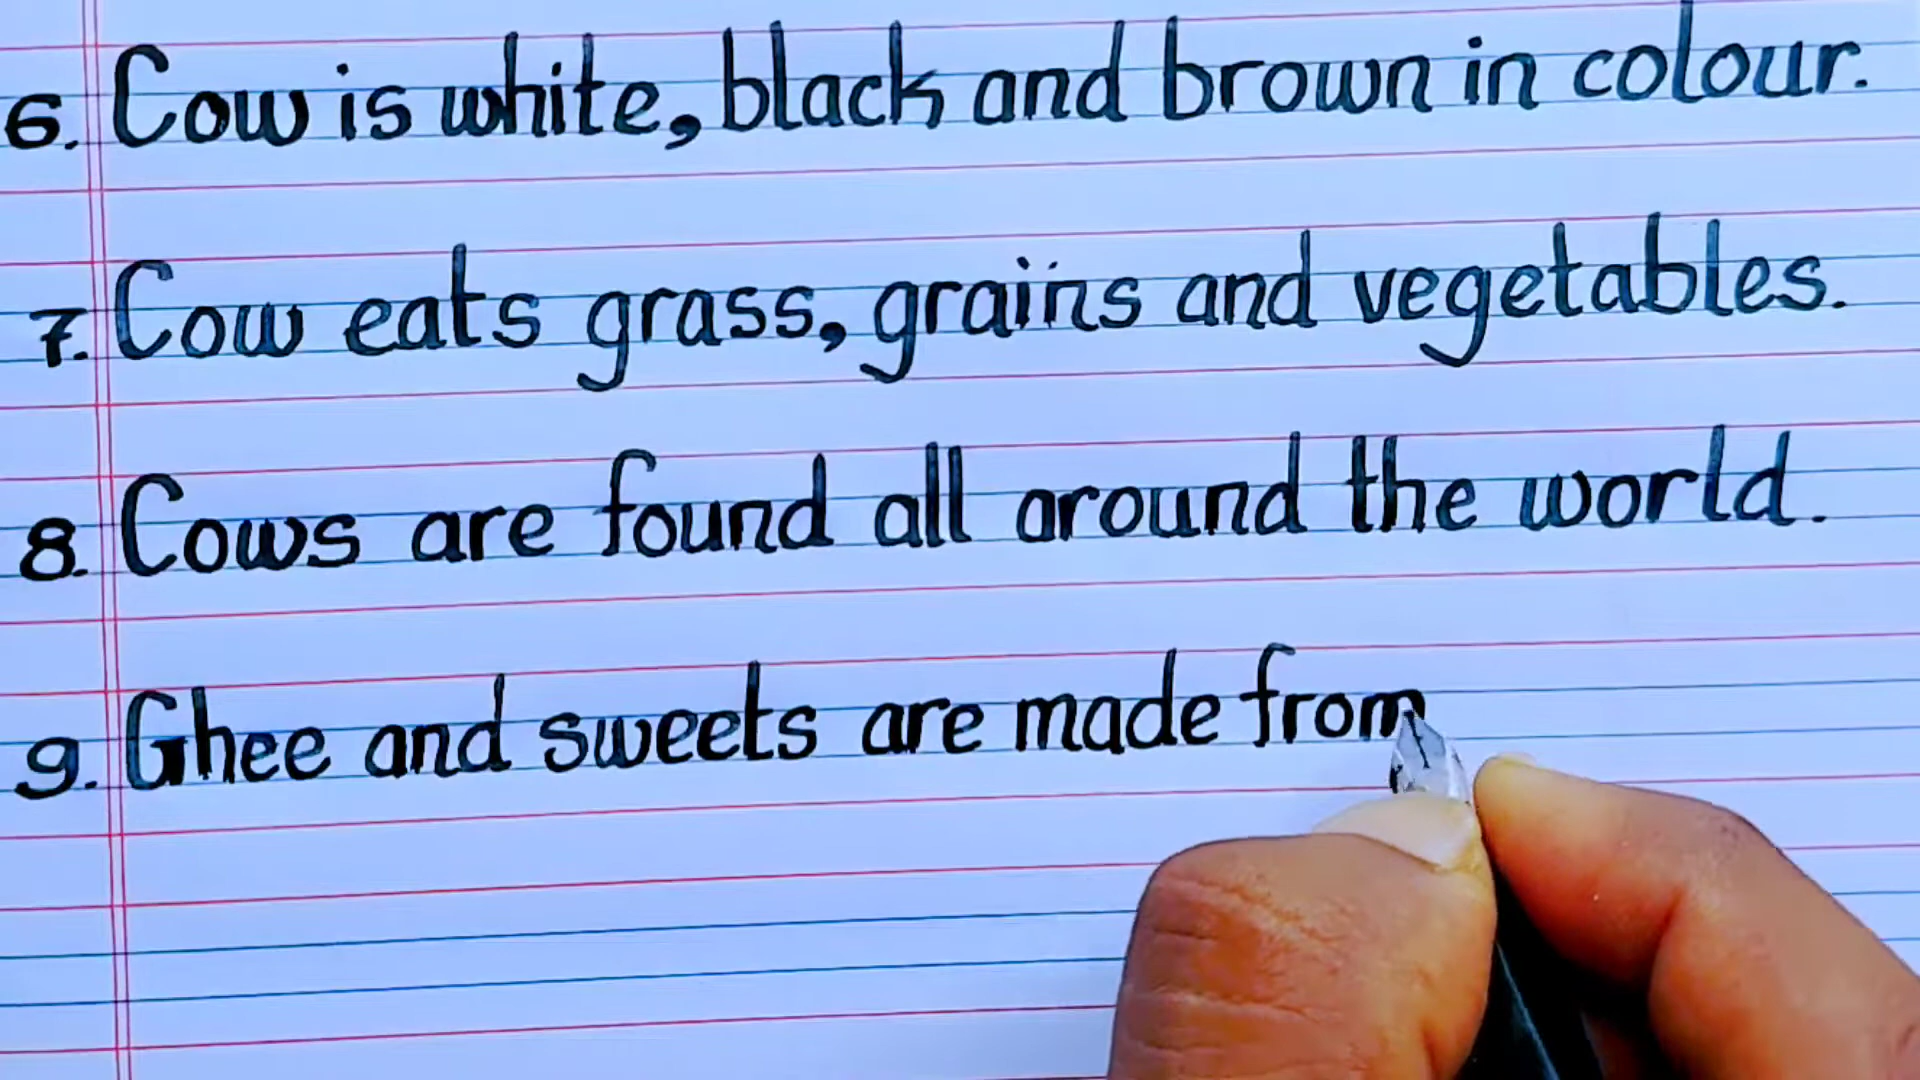 6. Cow is white, black and brown in colour.
7. Cow eats grass, grains and vegetables.
8. Cows are found all around the world.
9. Ghee and sweets are made from